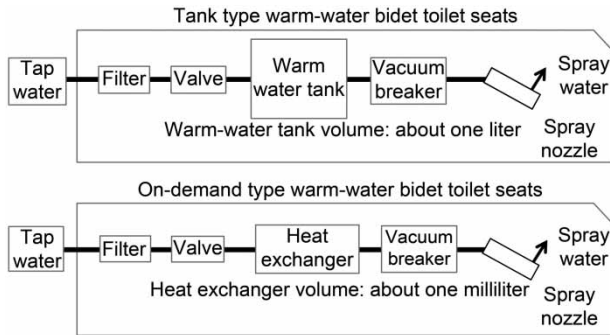 Tank type warm-water bidet toilet seats
Tap
water
Filter
Valve
Warm
water tank
Vacuum
breaker
Spray
water
Warm-water tank volume: about one liter
Spray
nozzle
On-demand type warm-water bidet toilet seats
Tap
water
Filter
Valve
Heat
exchanger
Vacuum
breaker
Spray
water
Heat exchanger volume: about one milliliter
Spray
nozzle